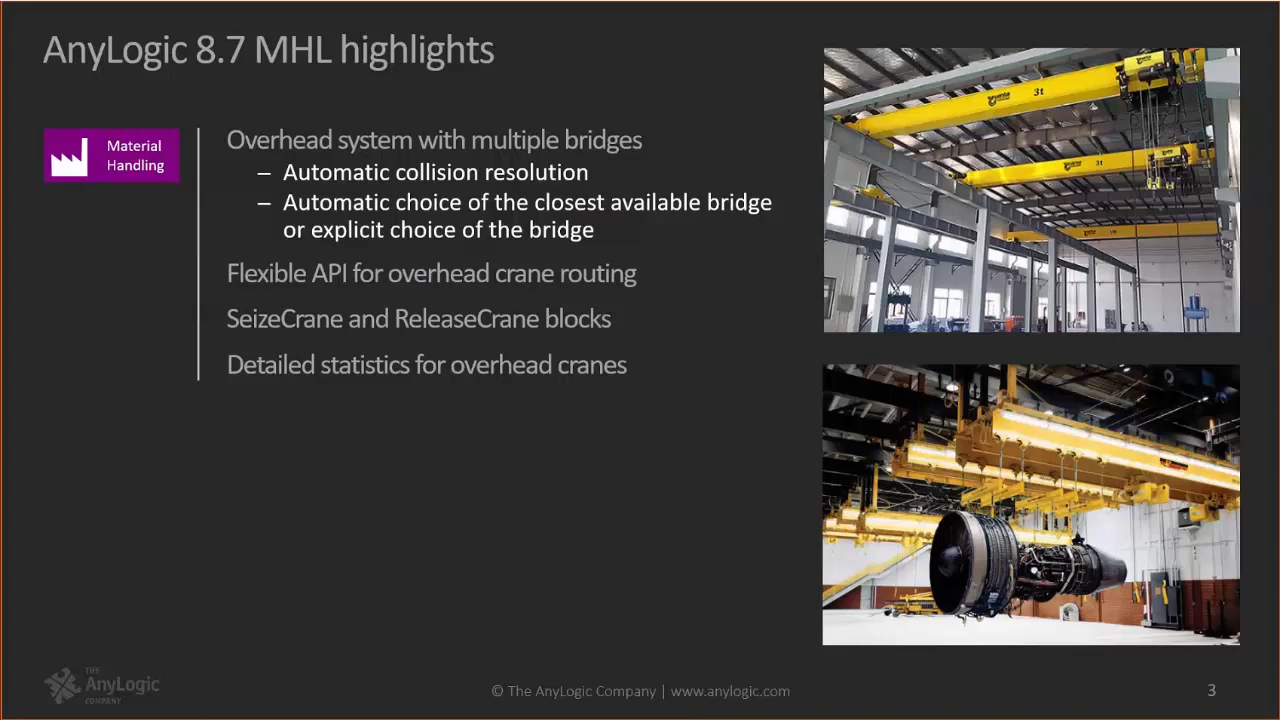 AnyLogic 8.7 MHL highlights
Material
Handling
Overhead system with multiple bridges
– Automatic collision resolution
– Automatic choice of the closest available bridge
or explicit choice of the bridge
Flexible API for overhead crane routing
SeizeCrane and ReleaseCrane blocks
Detailed statistics for overhead cranes
3t
3t
THE
AnyLogic
COMPANY
© The AnyLogic Company | www.anylogic.com
3